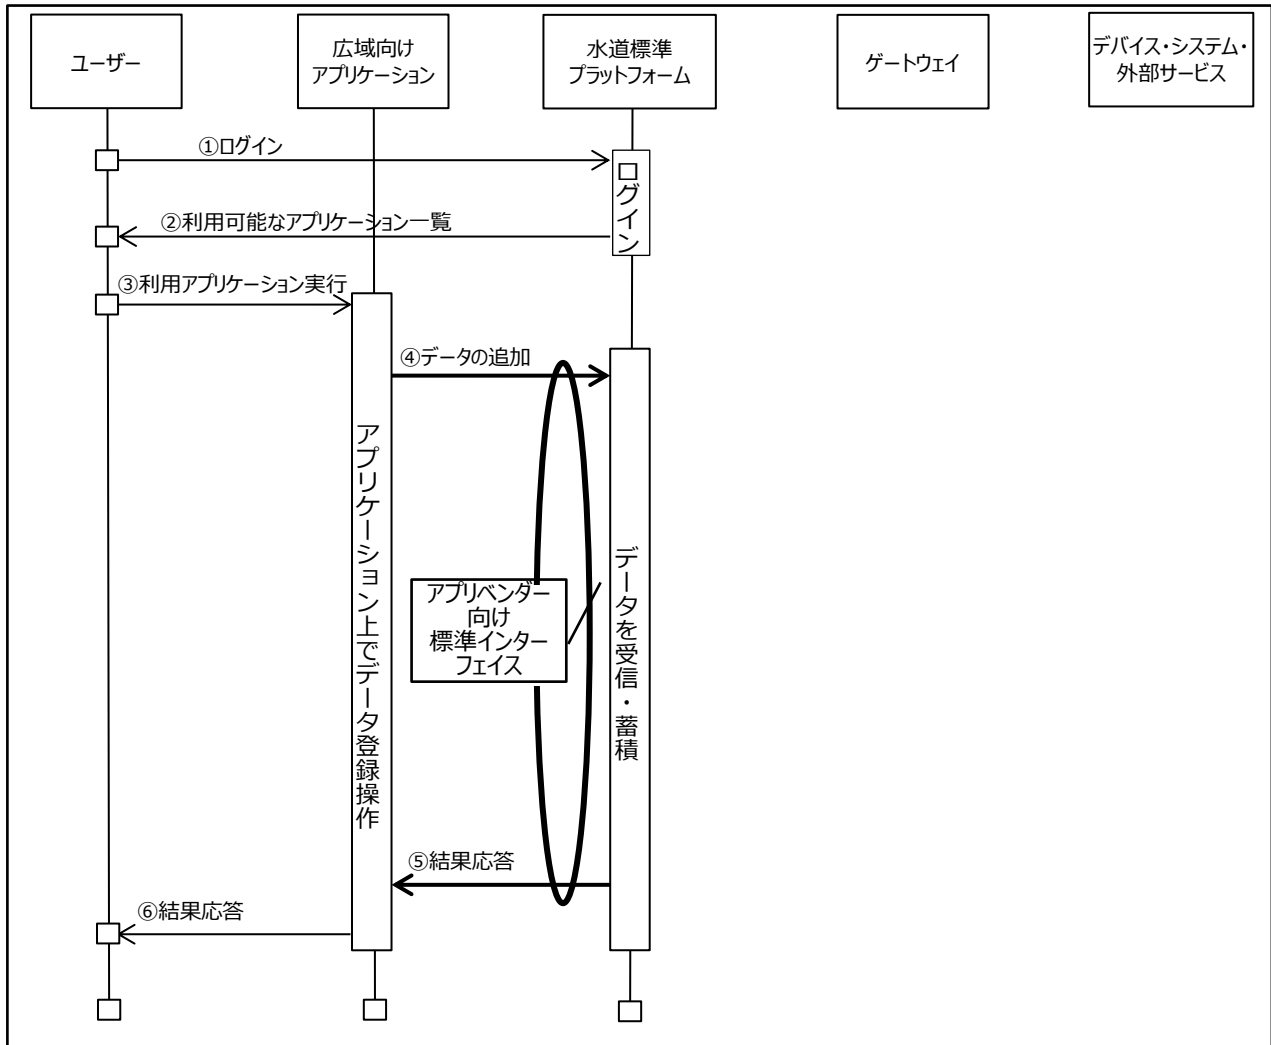 ユーザー
広域向け
アプリケーション
水道標準
プラットフォーム
ゲートウェイ
デバイス・システム・
外部サービス
①ログイン
ログイン
②利用可能なアプリケーション一覧
③利用アプリケーション実行
④データの追加
アプリケーション上でデータ登録操作
アプリベンダー
向け
標準インター
フェイス
データを受信・蓄積
⑤結果応答
⑥結果応答